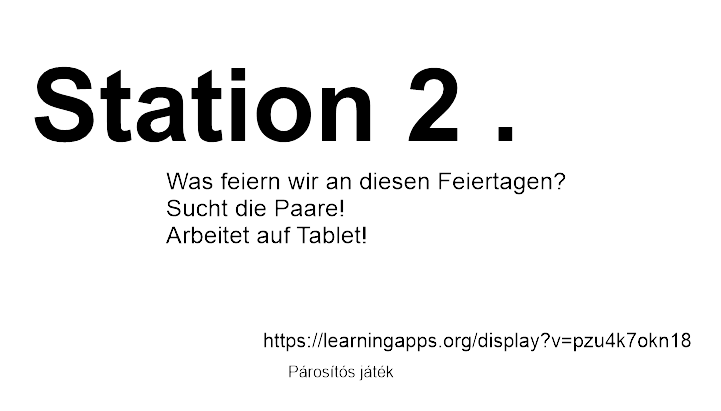 Station 2 .
Was feiern wir an diesen Feiertagen?
Sucht die Paare!
Arbeitet auf Tablet!
https://learningapps.org/display?v=pzu4k7okn18
Párosítós játék